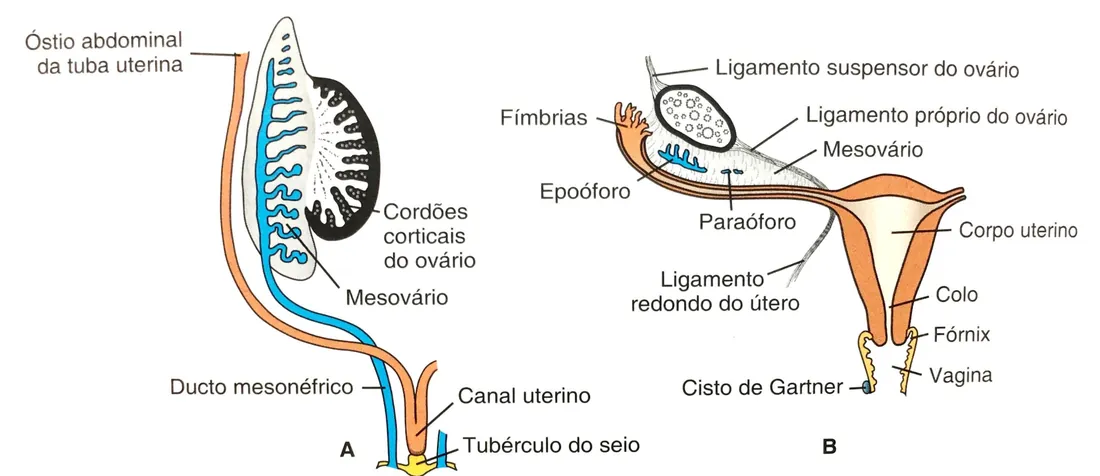 Óstio abdominal
da tuba uterina
Cordões
corticais
do ovário
Mesovário
Ducto mesonéfrico
Canal uterino
Tubérculo do seio
A
Ligamento suspensor do ovário
Fímbrias
Ligamento próprio do ovário
Mesovário
Epoóforo
Paraóforo
Corpo uterino
Ligamento
redondo do útero
Colo
Fórnix
Vagina
Cisto de Gartner
B